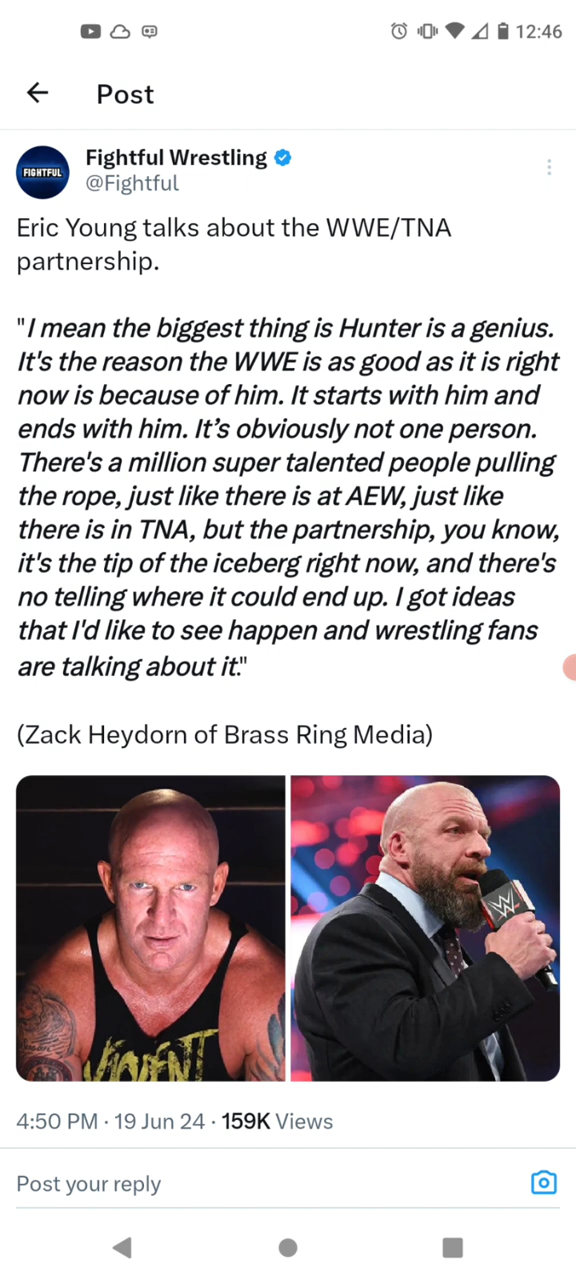 12:46
Post
FIGHTFUL
Fightful Wrestling
@Fightful
Eric Young talks about the WWE/TNA
partnership.
"I mean the biggest thing is Hunter is a genius.
It's the reason the WWE is as good as it is right
now is because of him. It starts with him and
ends with him. It’s obviously not one person.
There's a million super talented people pulling
the rope, just like there is at AEW, just like
there is in TNA, but the partnership, you know,
it's the tip of the iceberg right now, and there's
no telling where it could end up. I got ideas
that I'd like to see happen and wrestling fans
are talking about it."
(Zack Heydorn of Brass Ring Media)
VIOLENT
W
4:50 PM · 19 Jun 24 · 159K Views
Post your reply